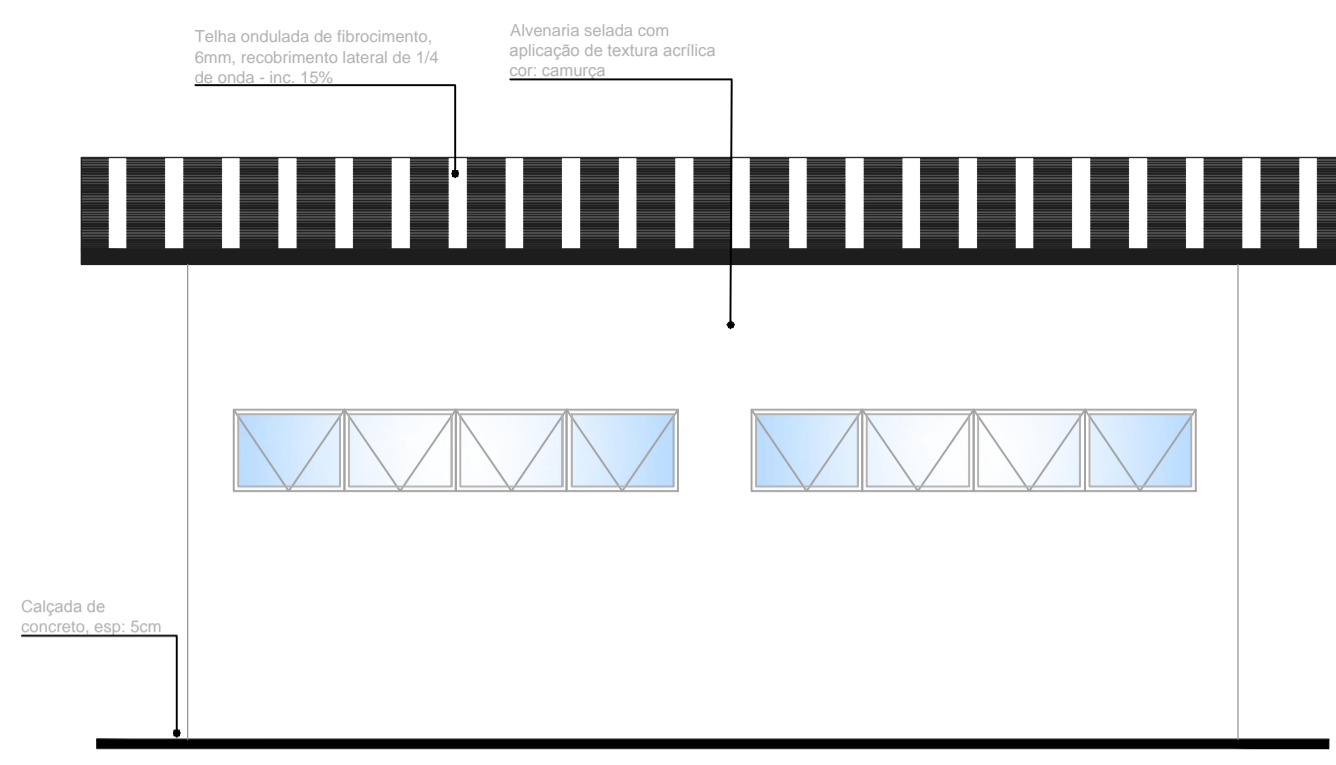 Telha ondulada de fibrocimento,
6mm, recobrimento lateral de 1/4
de onda - inc. 15%
Alvenaria selada com
aplicação de textura acrílica
cor: camurça
Calçada de
concreto, esp: 5cm